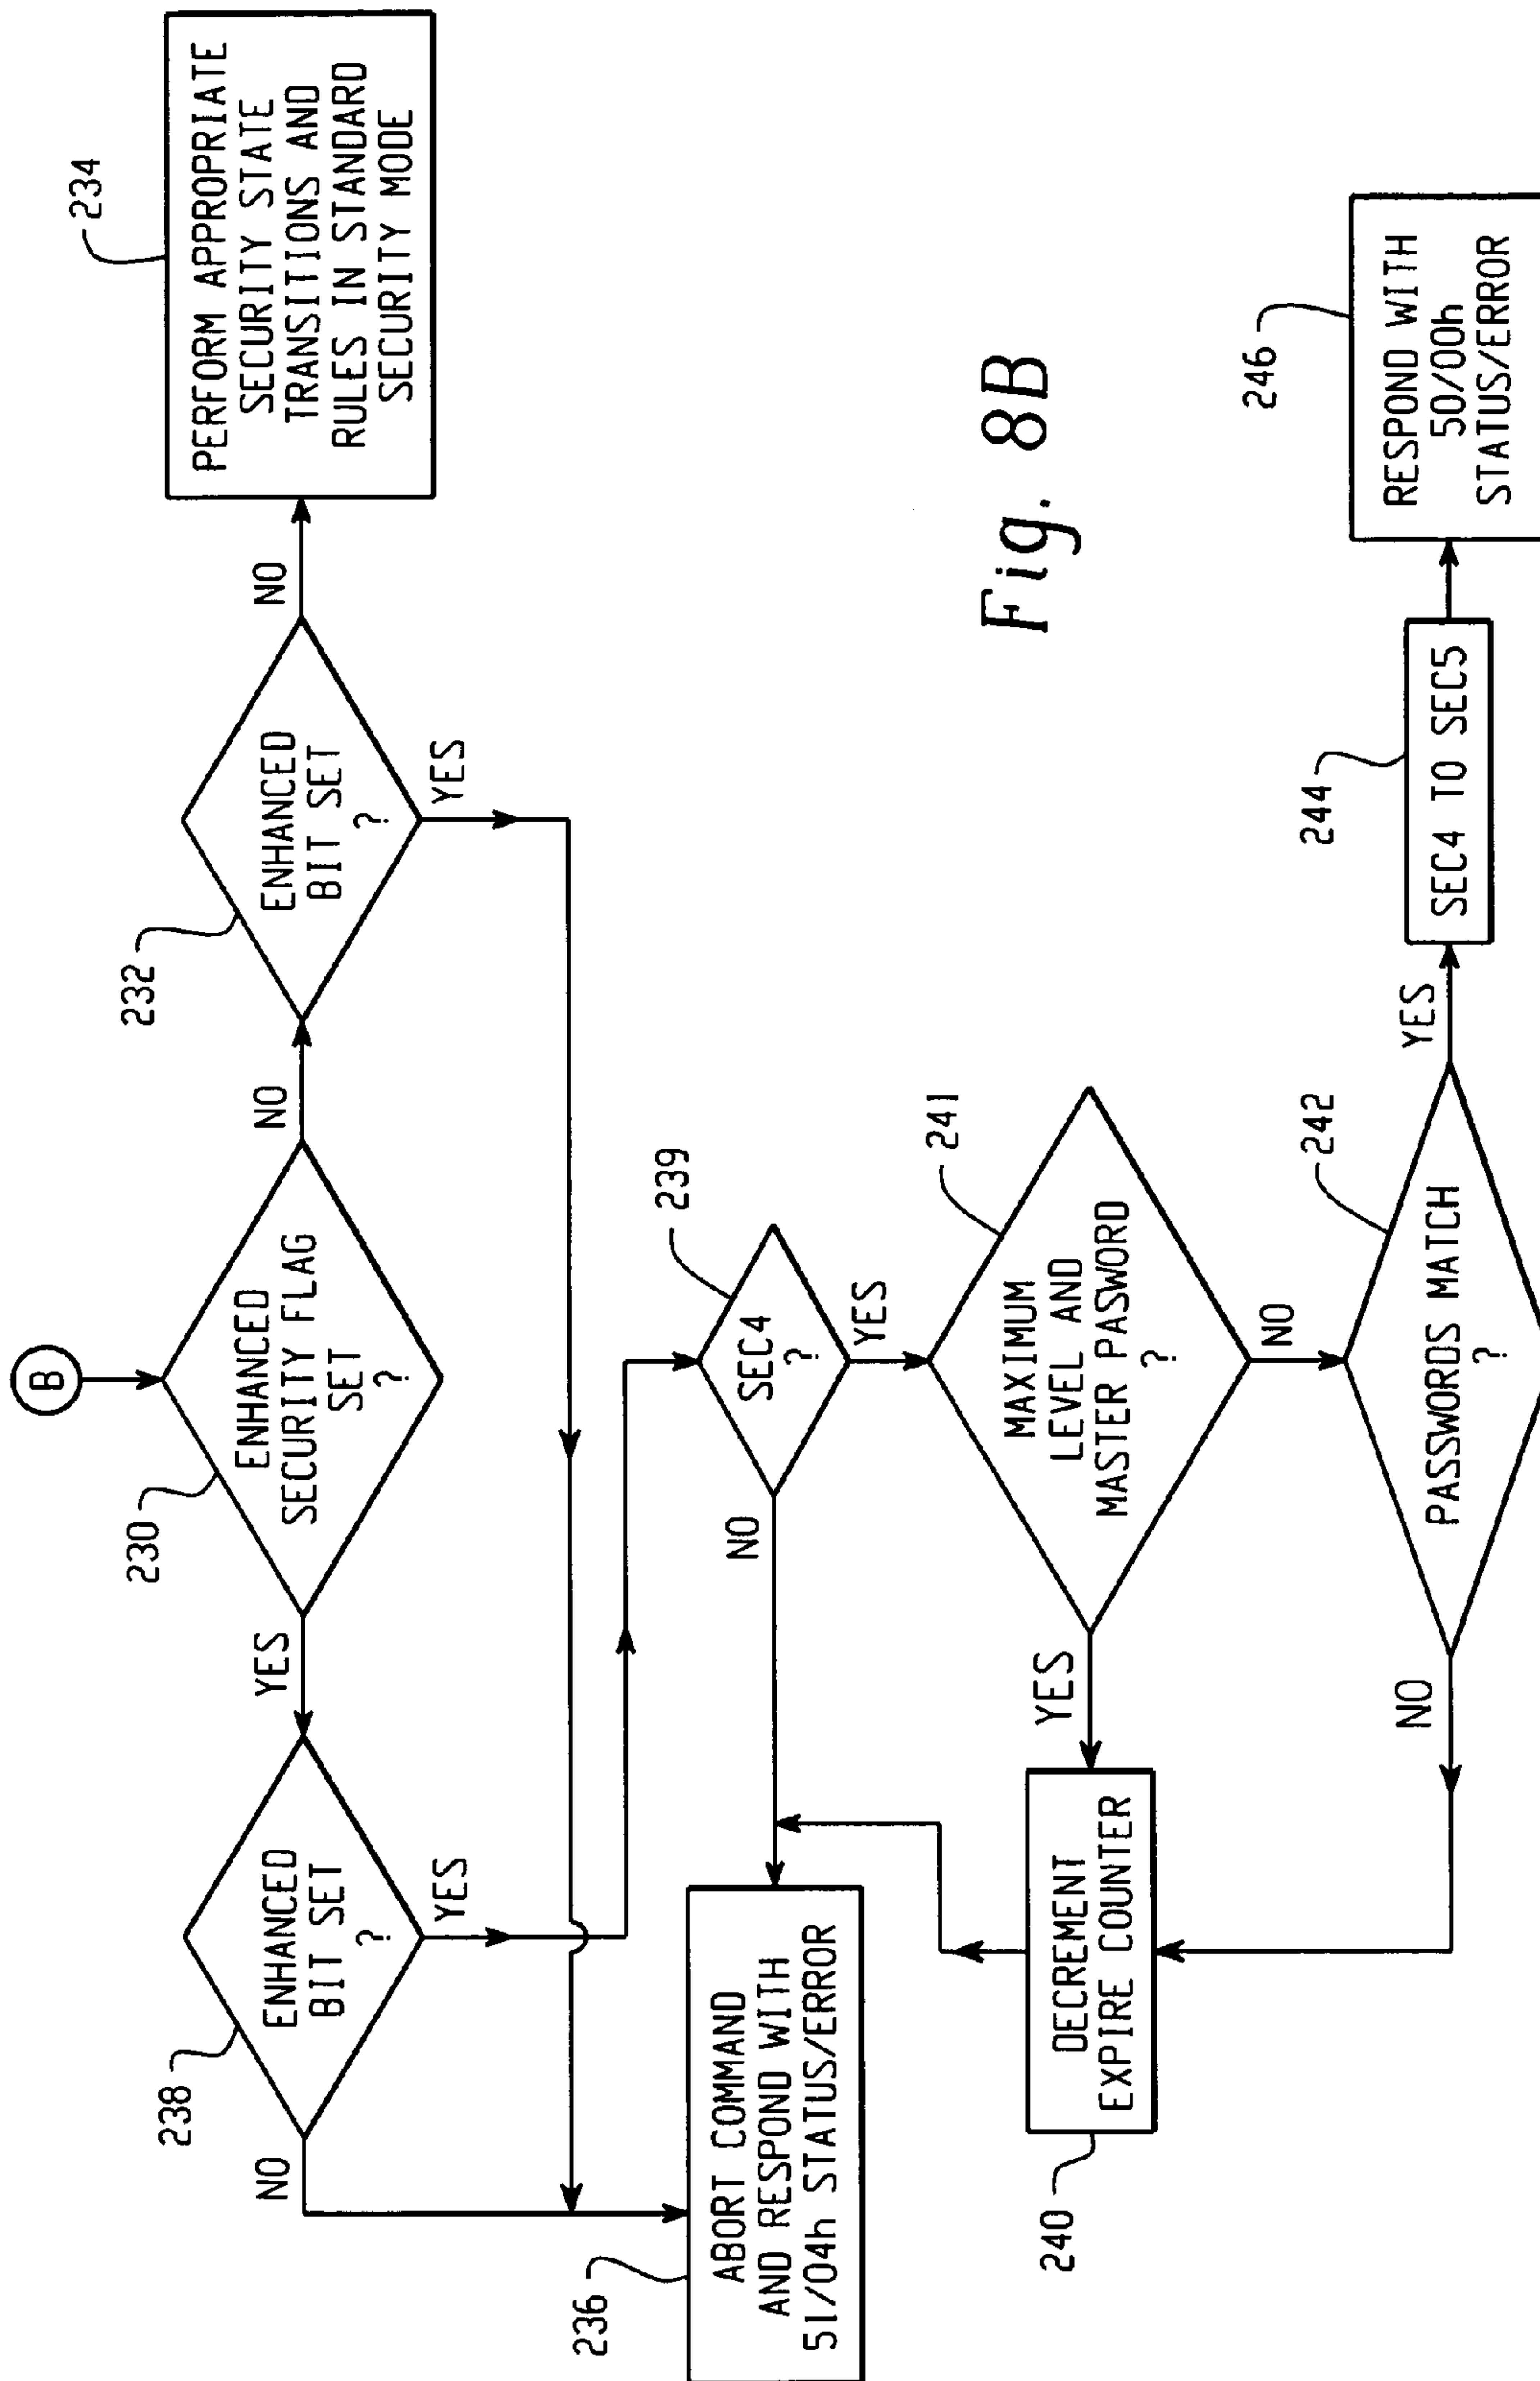 B
230
ENHANCED
SECURITY FLAG
SET
?
NO
YES
232
ENHANCED
BIT SET
?
NO
YES
234
PERFORM APPROPRIATE
SECURITY STATE
TRANSITIONS AND
RULES IN STANDARD
SECURITY MODE
238
ENHANCED
BIT SET
?
NO
YES
236
ABORT COMMAND
AND RESPOND WITH
51/04h STATUS/ERROR
239
SEC4
?
NO
YES
241
MAXIMUM
LEVEL AND
MASTER PASWORD
?
YES
NO
240
DECREMENT
EXPIRE COUNTER
242
PASSWORDS MATCH
?
NO
YES
244
SEC4 TO SEC5
246
RESPOND WITH
50/00h
STATUS/ERROR
Fig. 8B